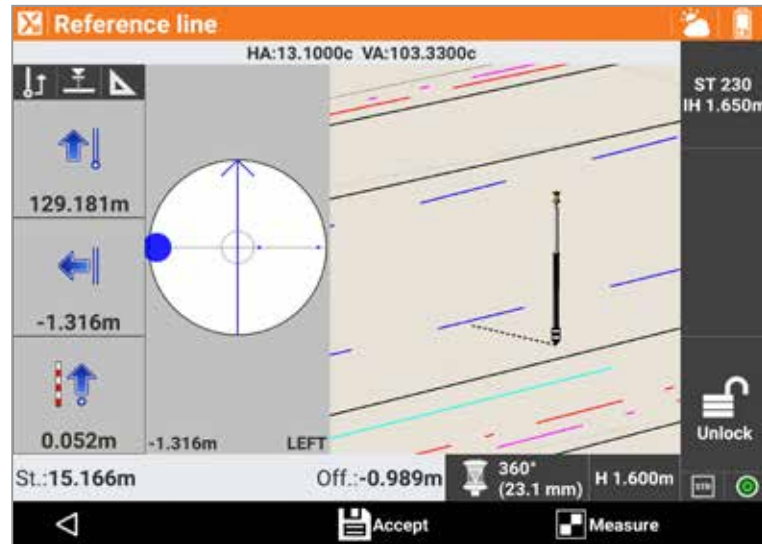 Reference line
HA:13.1000c VA:103.3300c
ST 230
IH 1.650m
129.181m
-1.316m
0.052m
-1.316m
LEFT
Unlock
St.:15.166m
Off.:-0.989m
360°
(23.1 mm)
H 1.600m
STD
Accept
Measure